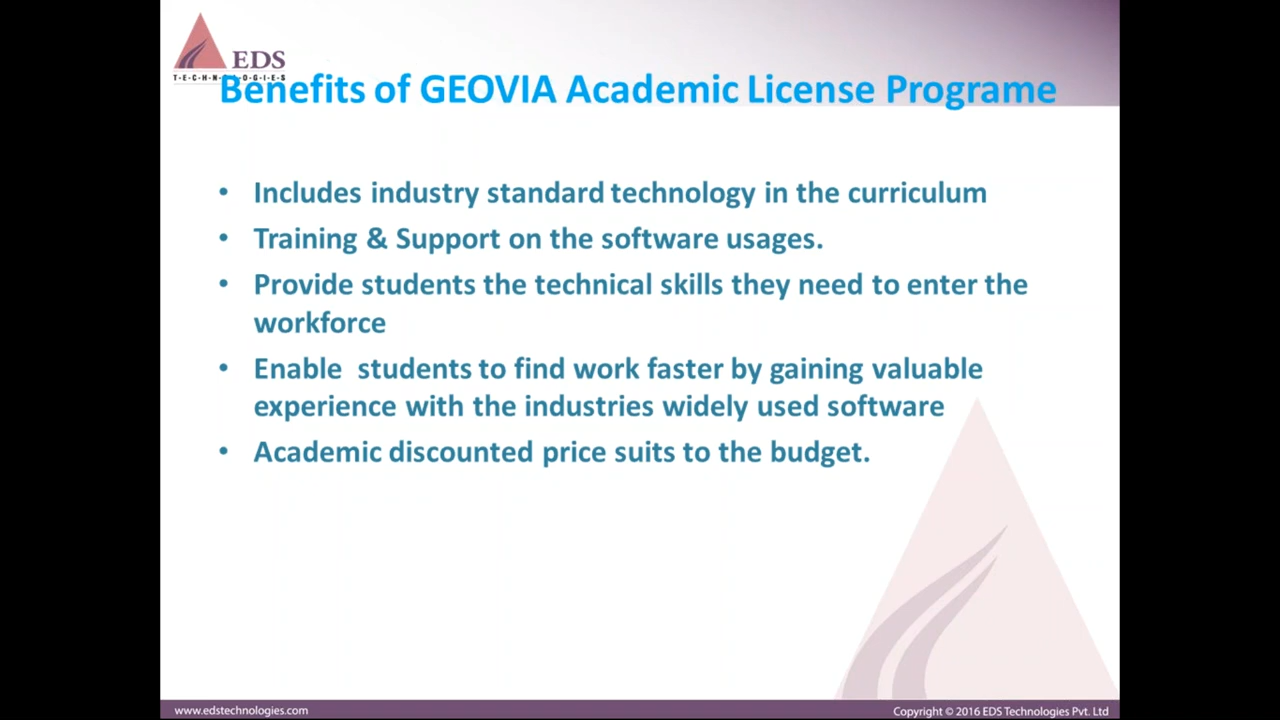 EDS
T·E·C·H·N·O·L·O·G·I·E·S
Benefits of GEOVIA Academic License Programe
• Includes industry standard technology in the curriculum
• Training & Support on the software usages.
• Provide students the technical skills they need to enter the
workforce
• Enable  students to find work faster by gaining valuable
experience with the industries widely used software
• Academic discounted price suits to the budget.
www.edstechnologies.com
Copyright © 2016 EDS Technologies Pvt. Ltd